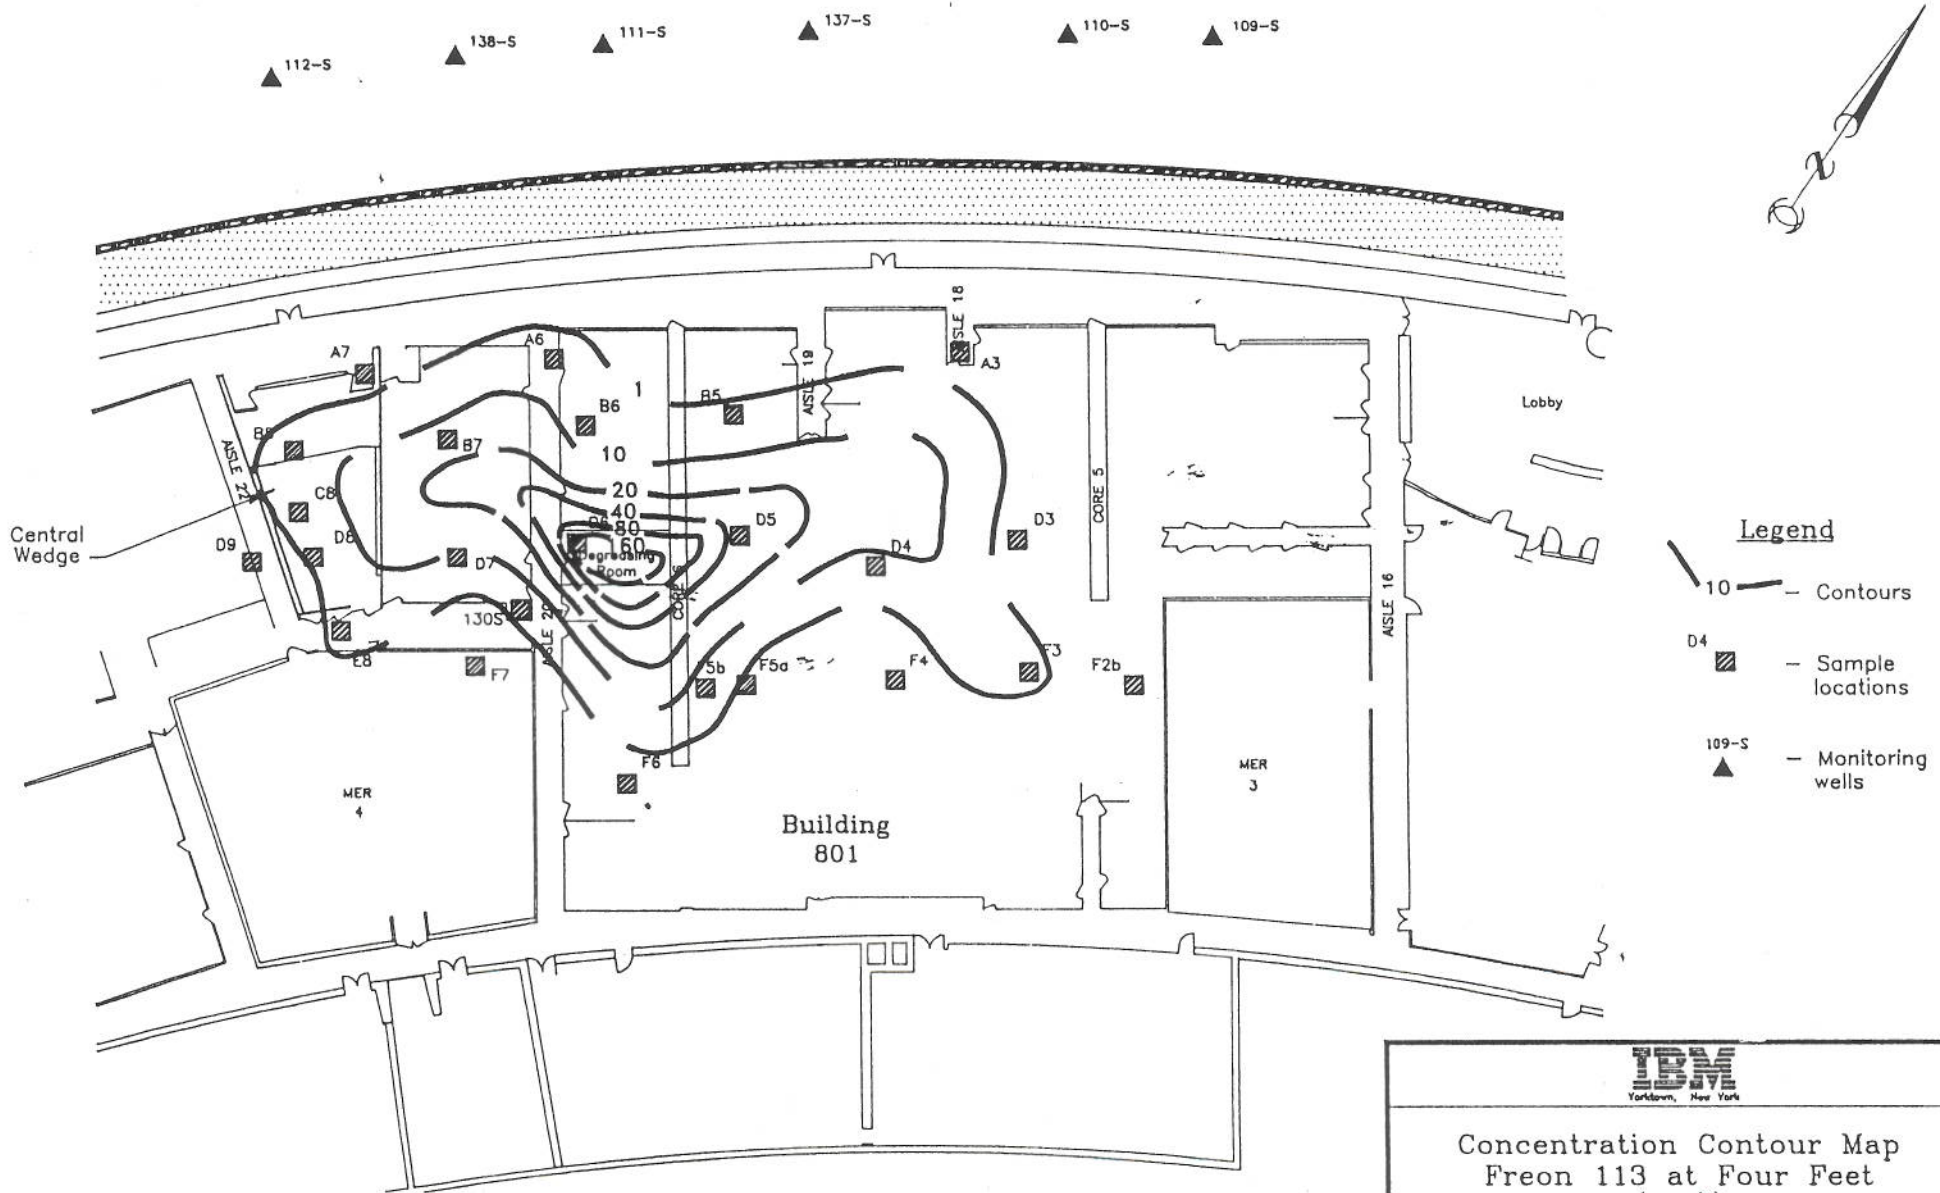 112-S
138-S
111-S
137-S
110-S
109-S
N
A7
A6
AISLE 18
A3
AISLE 19
1
B5
B6
B7
10
AISLE 22
Lobby
CORE 5
C8
20
40
80
60
D6
Degreasing
Room
D5
D3
D4
Central
Wedge
D9
D8
D7
130S
AISLE 20
CORE 6
AISLE 16
E8
F7
F5a
F4
F3
F2b
F6
MER
4
MER
3
Building
801
Legend
10
— Contours
D4
— Sample
locations
109-S
— Monitoring
wells
IBM
Yorktown, New York
Concentration Contour Map
Freon 113 at Four Feet